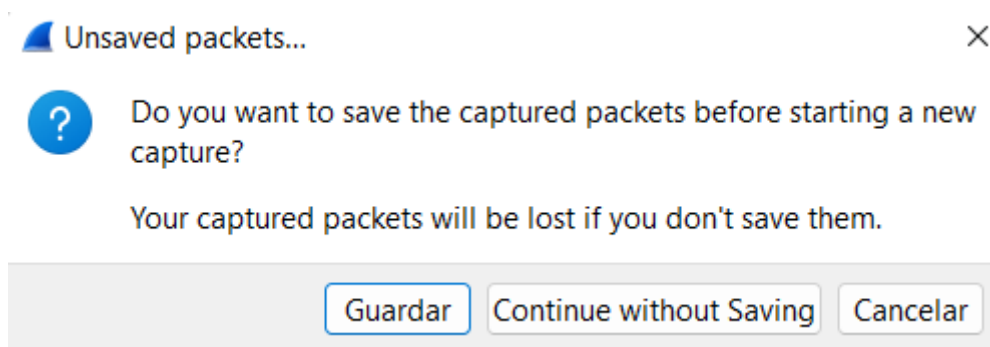 Unsaved packets...
Do you want to save the captured packets before starting a new
capture?
Your captured packets will be lost if you don't save them.
Guardar Continue without Saving Cancelar